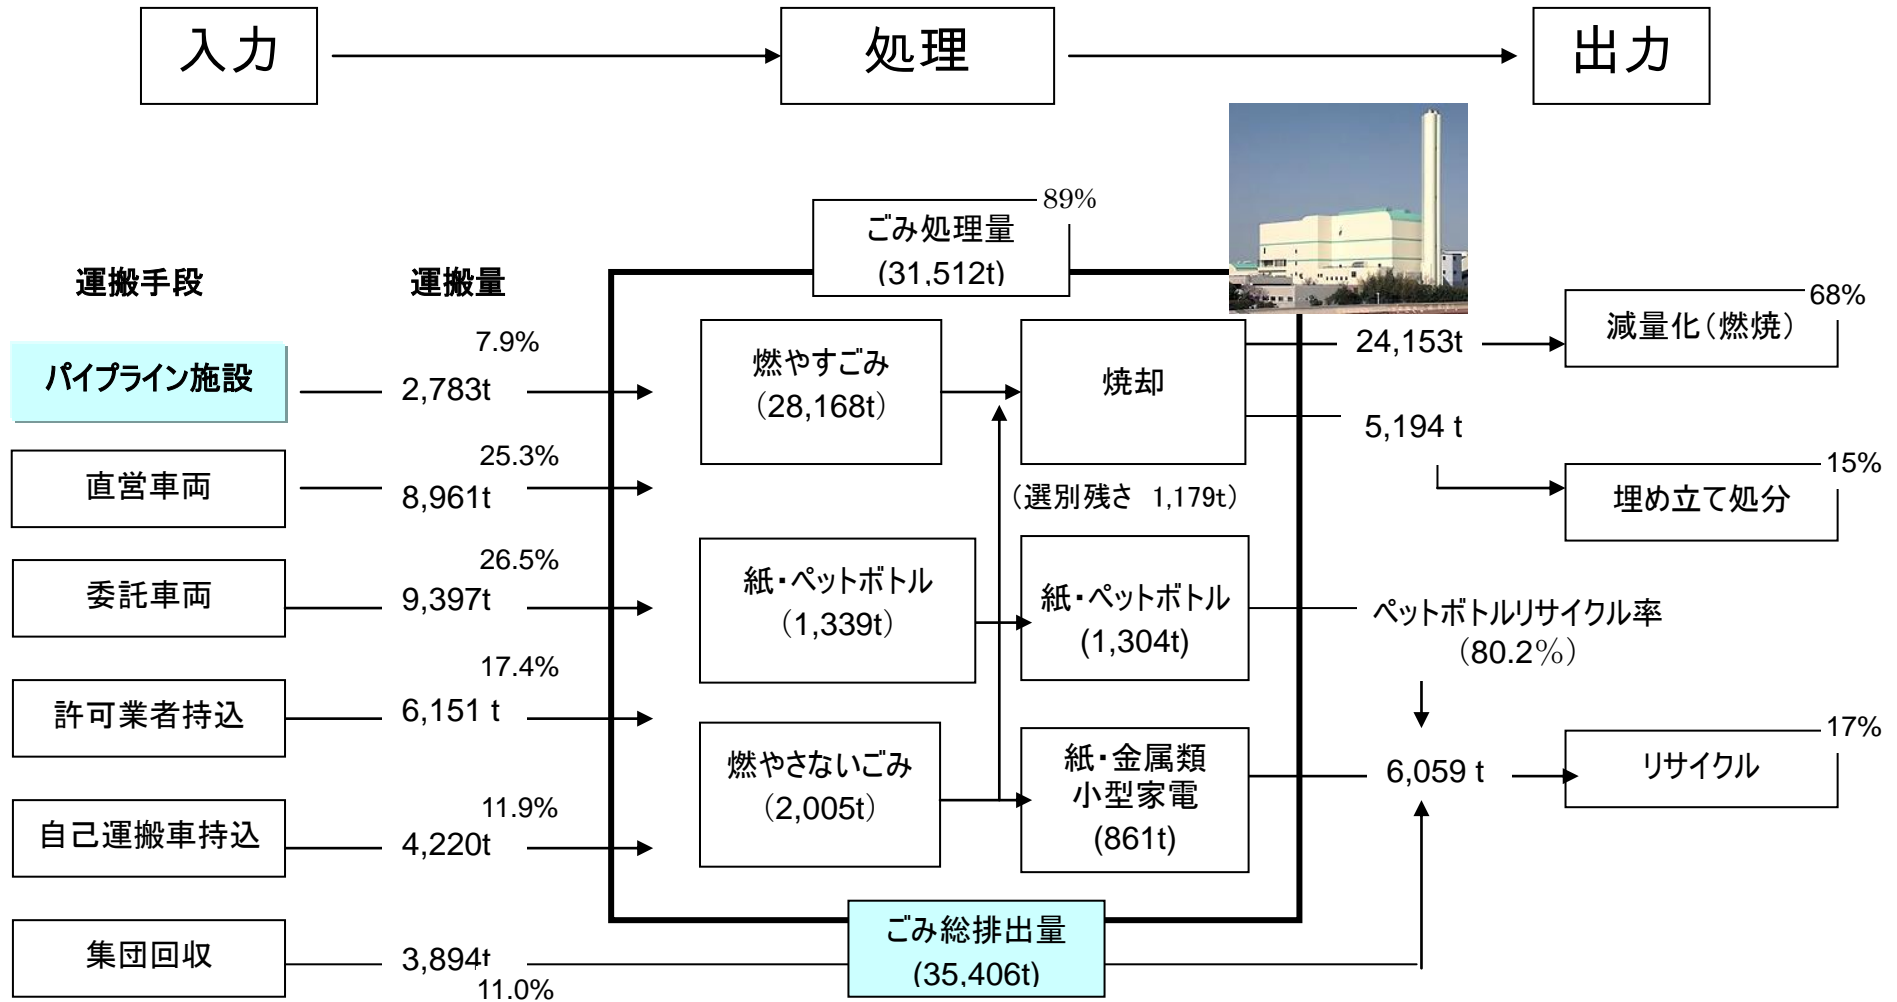 入力
処理
出力
89%
ごみ処理量
(31,512t)
運搬手段
運搬量
7.9%
パイプライン施設
2,783t
25.3%
直営車両
8,961t
26.5%
委託車両
9,397t
17.4%
許可業者持込
6,151 t
11.9%
自己運搬車持込
4,220t
集団回収
3,894t
11.0%
燃やすごみ
(28,168t)
焼却
(選別残さ 1,179t)
紙・ペットボトル
(1,339t)
紙・ペットボトル
(1,304t)
燃やさないごみ
(2,005t)
紙・金属類
小型家電
(861t)
ごみ総排出量
(35,406t)
24,153t
68%
減量化(燃焼)
5,194 t
15%
埋め立て処分
ペットボトルリサイクル率
(80.2%)
6,059 t
17%
リサイクル